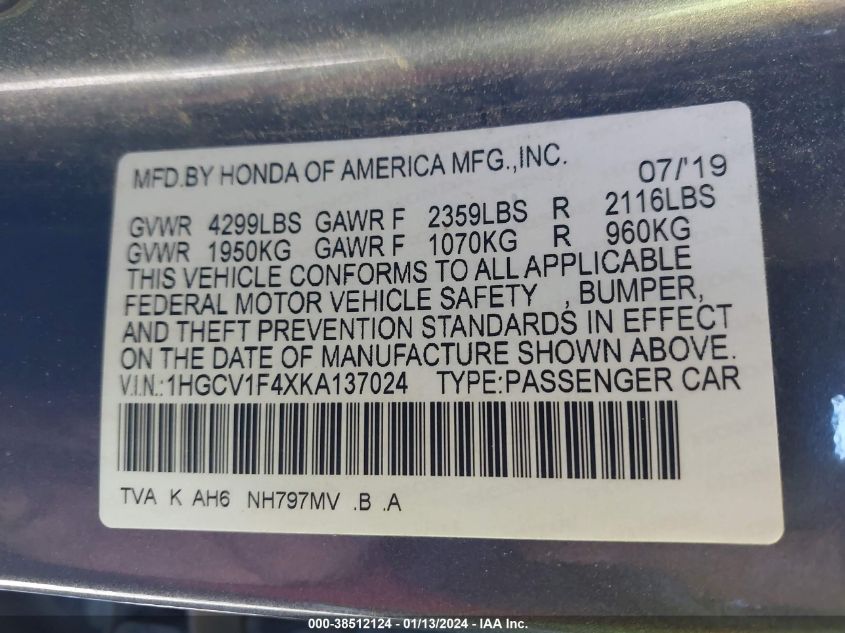 MFD.BY HONDA OF AMERICA MFG.,INC. 07/'19
GVWR 4299LBS GAWR F 2359LBS R 2116LBS
GVWR 1950KG GAWR F 1070KG R 960KG
THIS VEHICLE CONFORMS TO ALL APPLICABLE
FEDERAL MOTOR VEHICLE SAFETY , BUMPER,
AND THEFT PREVENTION STANDARDS IN EFFECT
ON THE DATE OF MANUFACTURE SHOWN ABOVE.
V.I.N.:1HGCV1F4XKA137024 TYPE:PASSENGER CAR
TVA K AH6 NH797MV .B .A
000-38512124 - 01/13/2024 - IAA Inc.